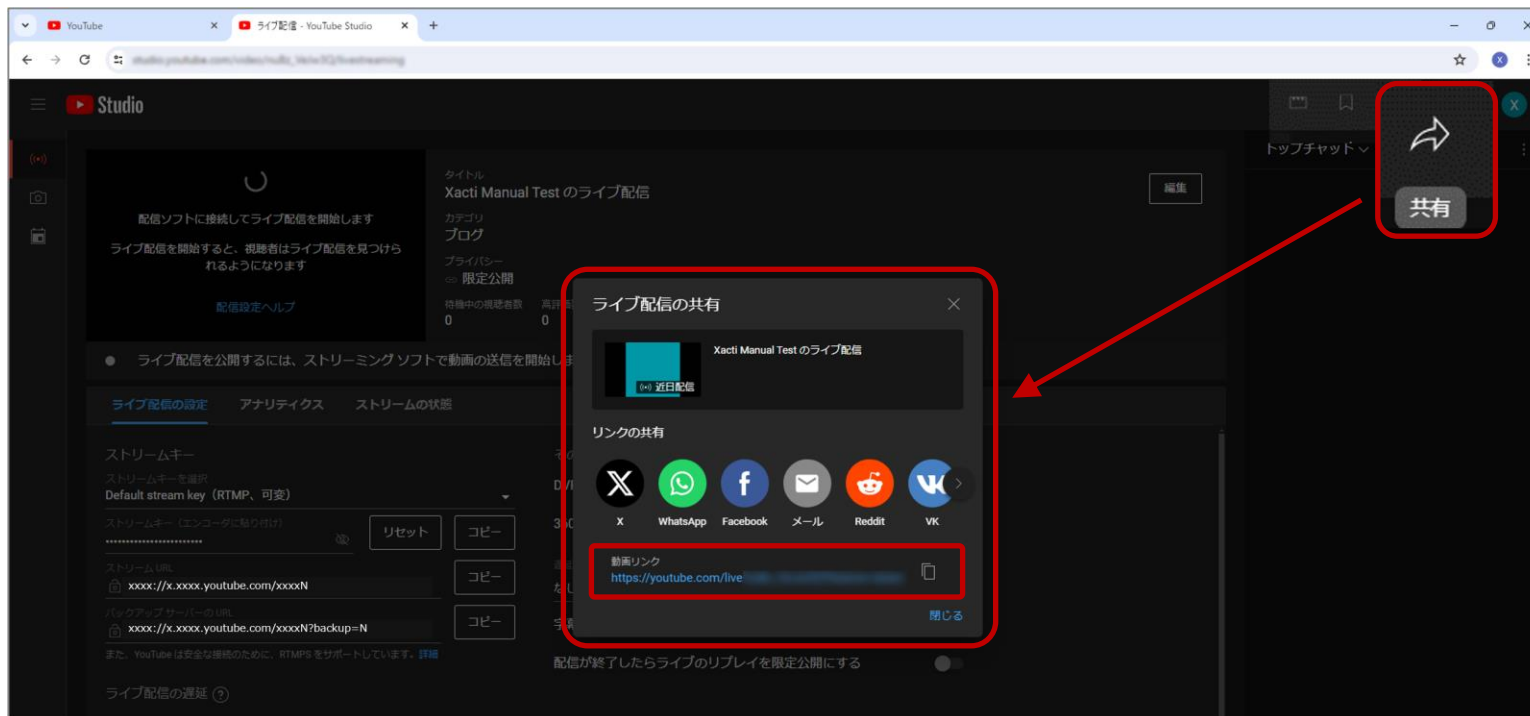 YouTube
ライブ配信 - YouTube Studio
Studio
共有
トップチャット
配信ソフトに接続してライブ配信を開始します
ライブ配信を開始すると、視聴者はライブ配信を見つけら
れるようになります
配信設定ヘルプ
タイトル
Xacti Manual Test のライブ配信
カテゴリ
ブログ
プライバシー
限定公開
待機中の視聴者数
0
0
編集
ライブ配信を公開するには、ストリーミング ソフトで動画の送信を開始しま
ライブ配信の設定 アナリティクス ストリームの状態
ストリームキー
ストリームキーを選択
Default stream key（RTMP、可変）
ストリームキー（エンコーダに貼り付け）
リセット コピー
ストリーム URL
xxxx://x.xxxx.youtube.com/xxxxN
コピー
バックアップ サーバーの URL
xxxx://x.xxxx.youtube.com/xxxxN?backup=N
コピー
また、YouTube は安全な接続のために、RTMPS をサポートしています。詳細
ライブ配信の遅延
配信が終了したらライブのリプレイを限定公開にする
ライブ配信の共有
Xacti Manual Test のライブ配信
近日配信
リンクの共有
X WhatsApp Facebook メール Reddit VK
動画リンク
https://youtube.com/live
閉じる
X